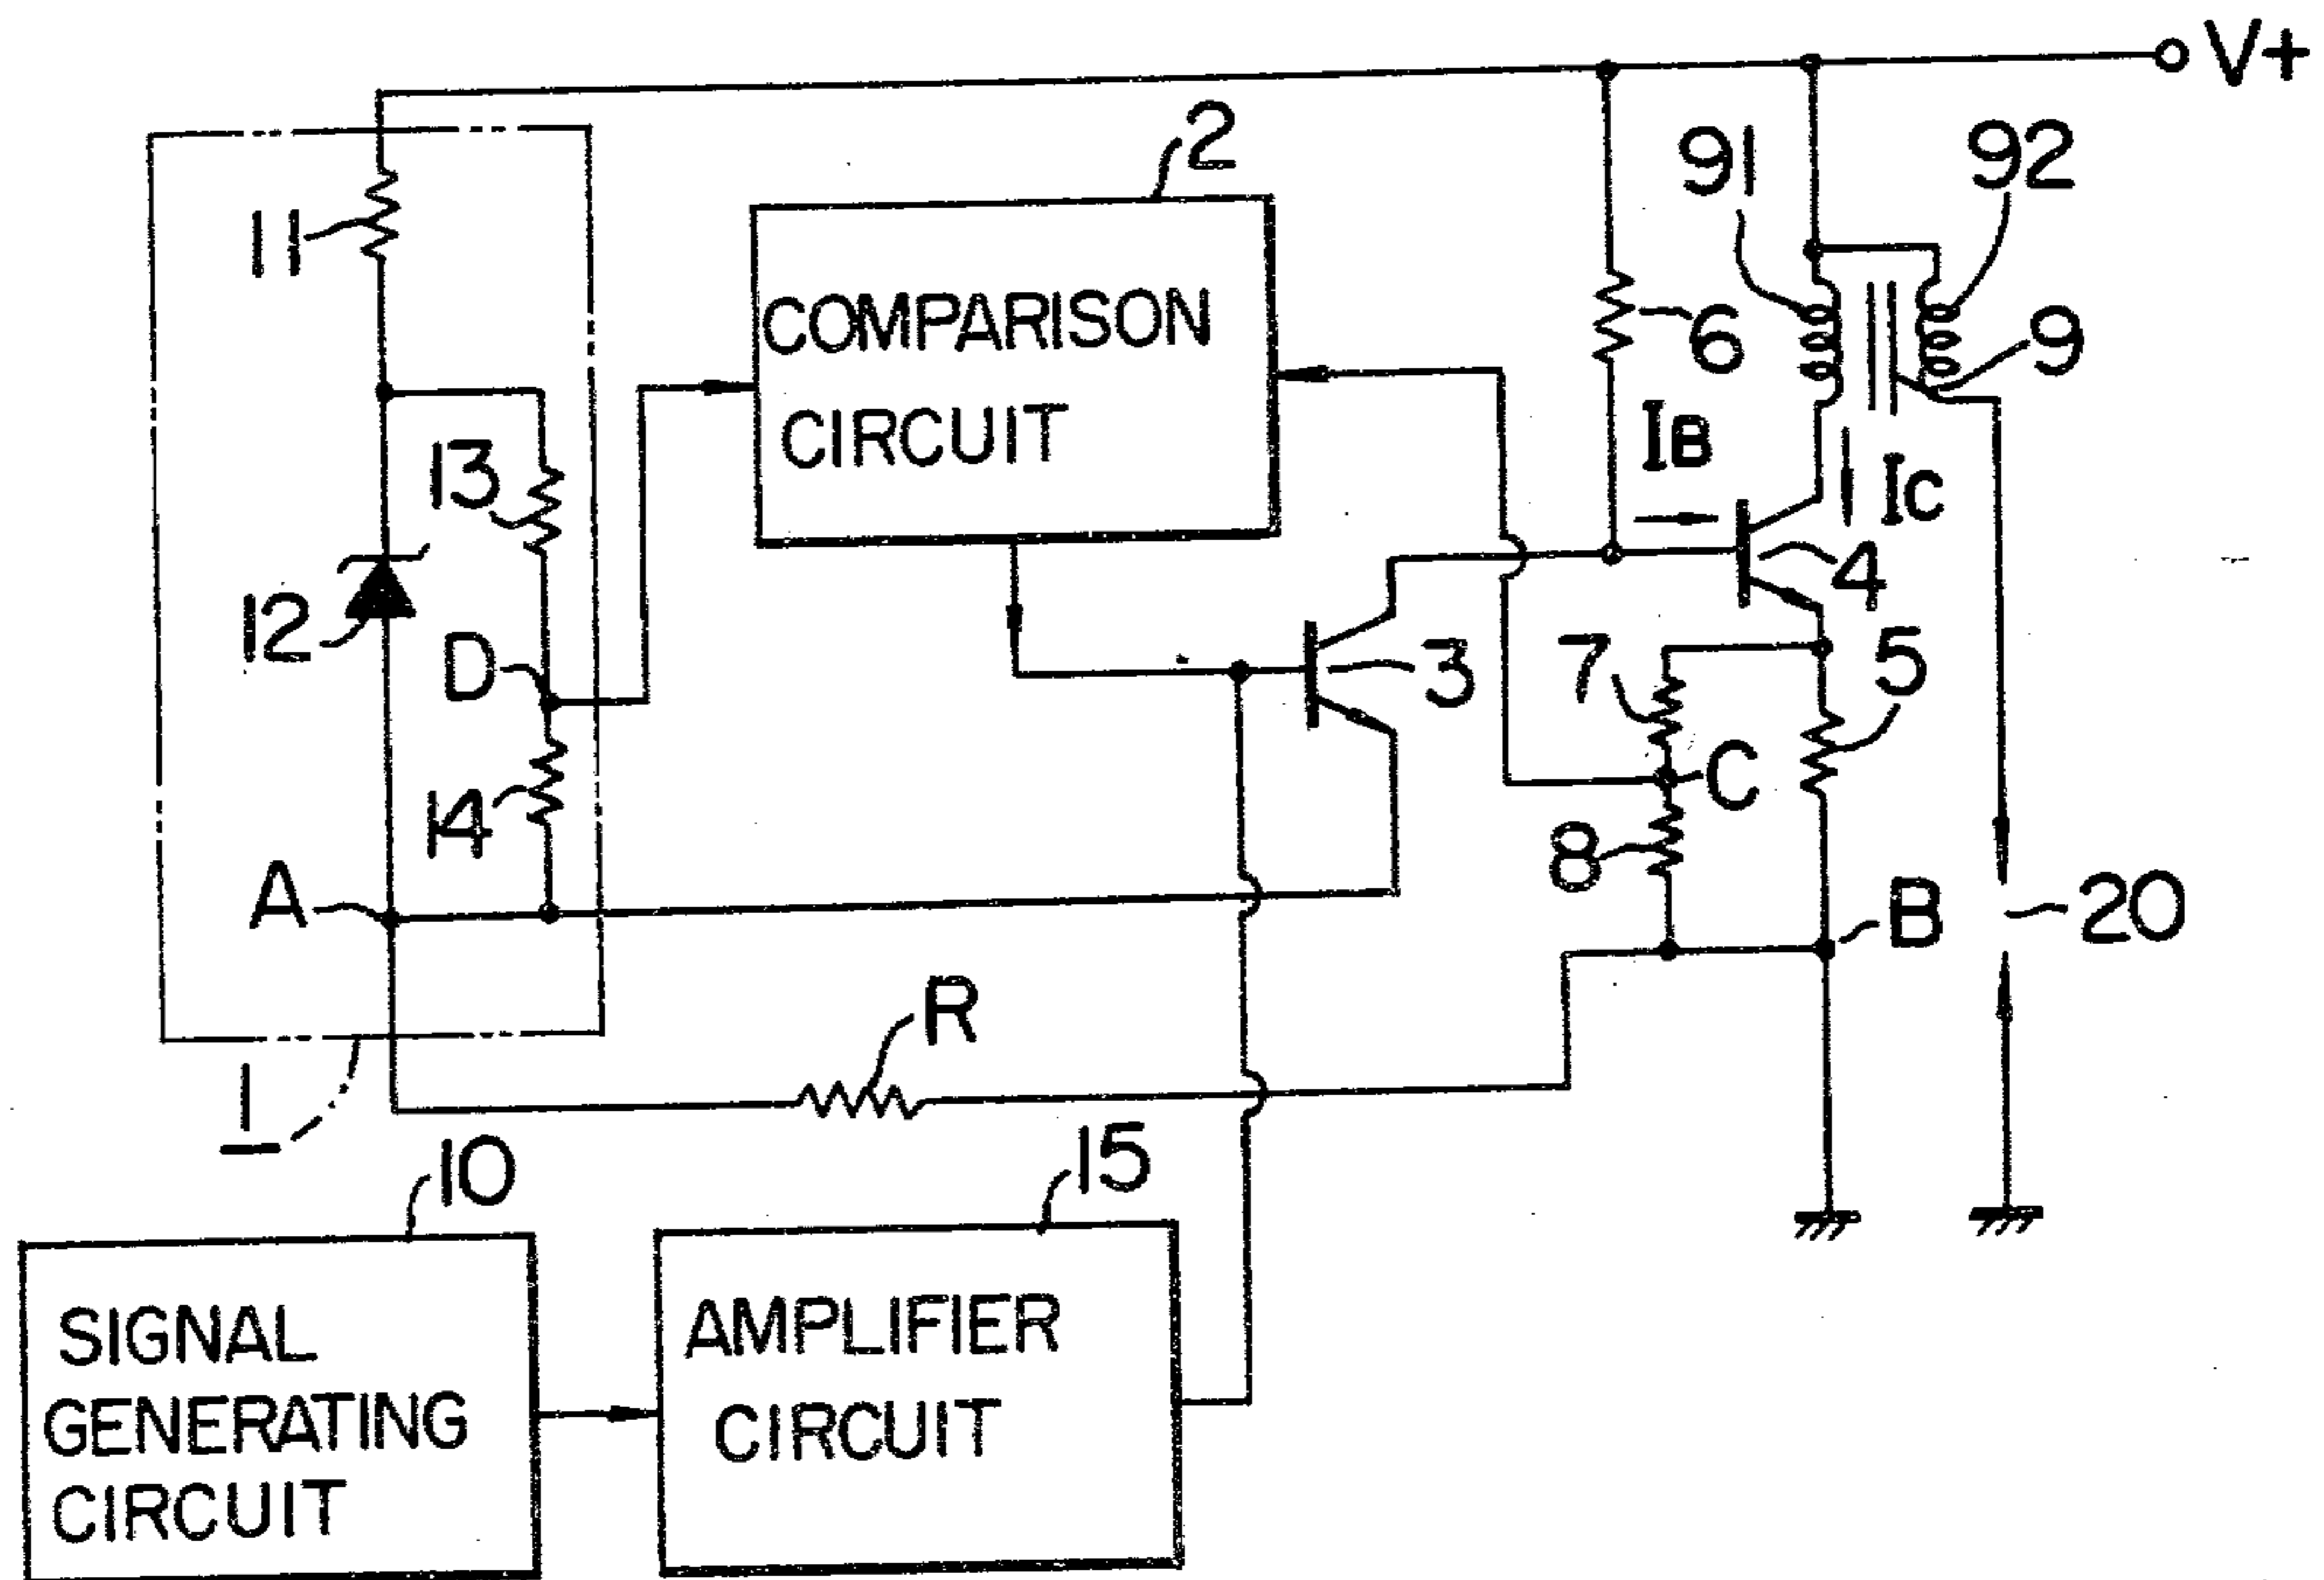 V+
2
91
92
11
COMPARISON
CIRCUIT
6
9
IB
IC
13
12
D
4
3
7
5
14
C
8
A
B
20
R
1
10
15
SIGNAL
GENERATING
CIRCUIT
AMPLIFIER
CIRCUIT